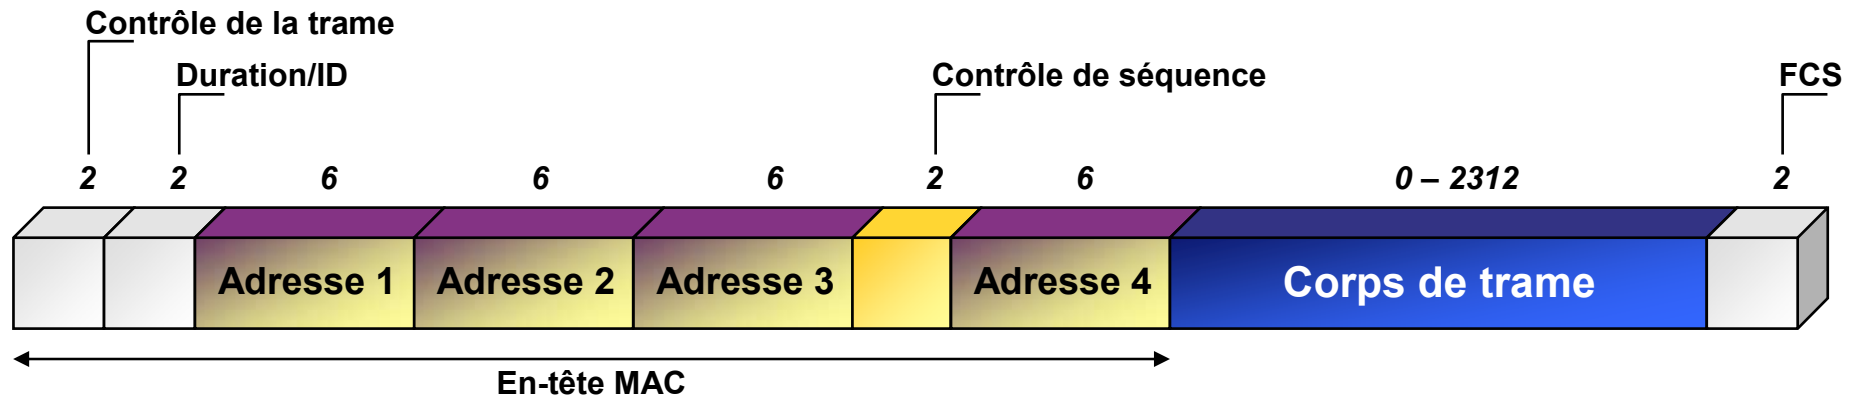 Contrôle de la trame
Duration/ID
Contrôle de séquence
FCS
2 2 6 6 6 2 6 0 – 2312 2
Adresse 1 Adresse 2 Adresse 3 Adresse 4 Corps de trame
En-tête MAC